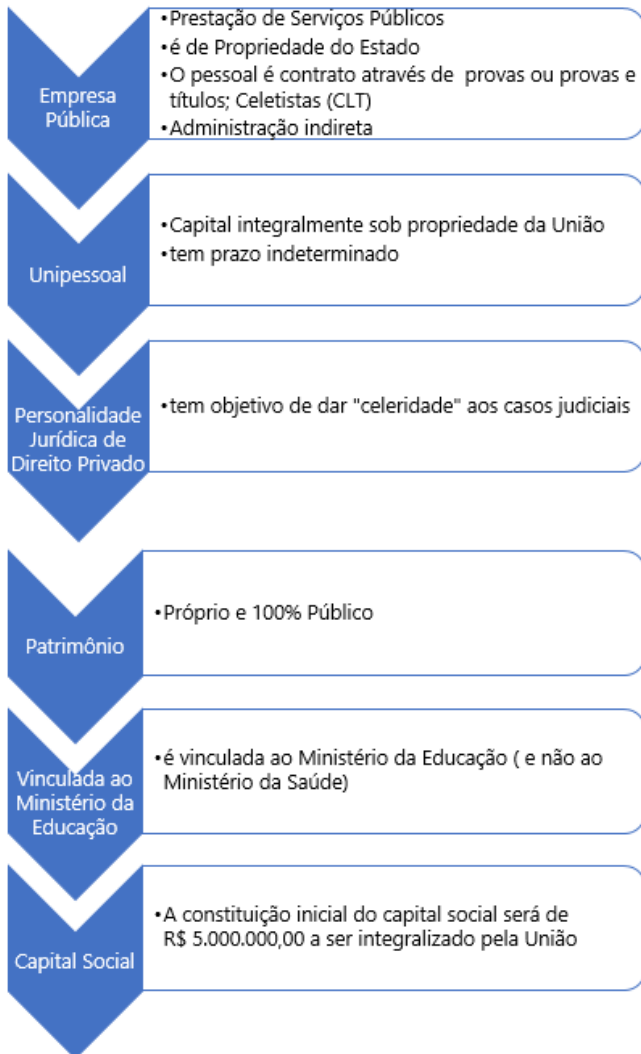 Empresa
Pública
•Prestação de Serviços Públicos
•é de Propriedade do Estado
•O pessoal é contrato através de provas ou provas e
títulos; Celetistas (CLT)
•Administração indireta
Unipessoal
•Capital integralmente sob propriedade da União
•tem prazo indeterminado
Personalidade
Jurídica de
Direito Privado
•tem objetivo de dar "celeridade" aos casos judiciais
Patrimônio
•Próprio e 100% Público
Vinculada ao
Ministério da
Educação
•é vinculada ao Ministério da Educação ( e não ao
Ministério da Saúde)
Capital Social
•A constituição inicial do capital social será de
R$ 5.000.000,00 a ser integralizado pela União